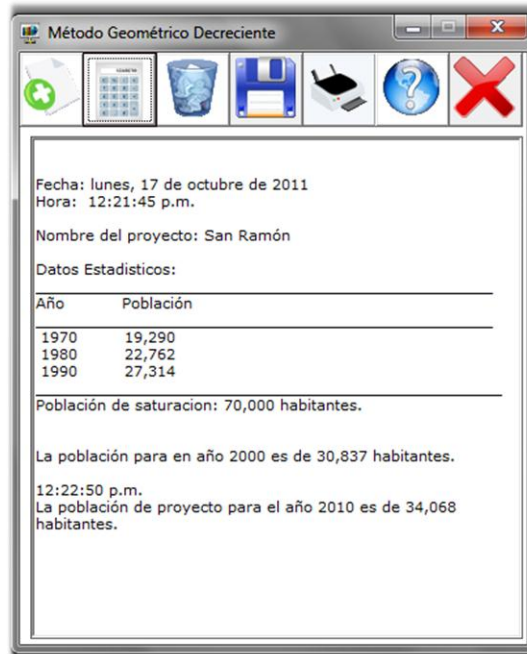 Método Geométrico Decreciente
Fecha: lunes, 17 de octubre de 2011
Hora: 12:21:45 p.m.
Nombre del proyecto: San Ramón
Datos Estadisticos:
Año Población
1970 19,290
1980 22,762
1990 27,314
Población de saturacion: 70,000 habitantes.
La población para en año 2000 es de 30,837 habitantes.
12:22:50 p.m.
La población de proyecto para el año 2010 es de 34,068
habitantes.